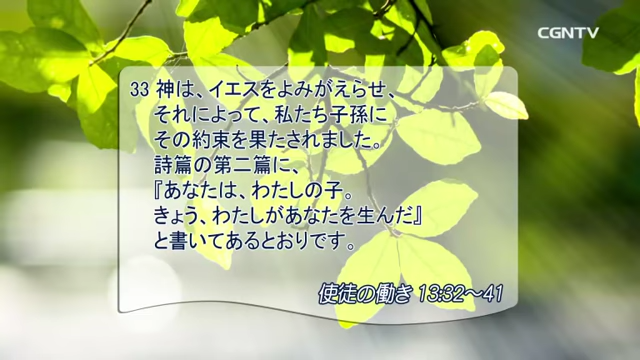 CGNTV
33 神は、イエスをよみがえらせ、
それによって、私たち子孫に
その約束を果たされました。
詩篇の第二篇に、
『あなたは、わたしの子。
きょう、わたしがあなたを生んだ』
と書いてあるとおりです。
使徒の働き 13:32～41